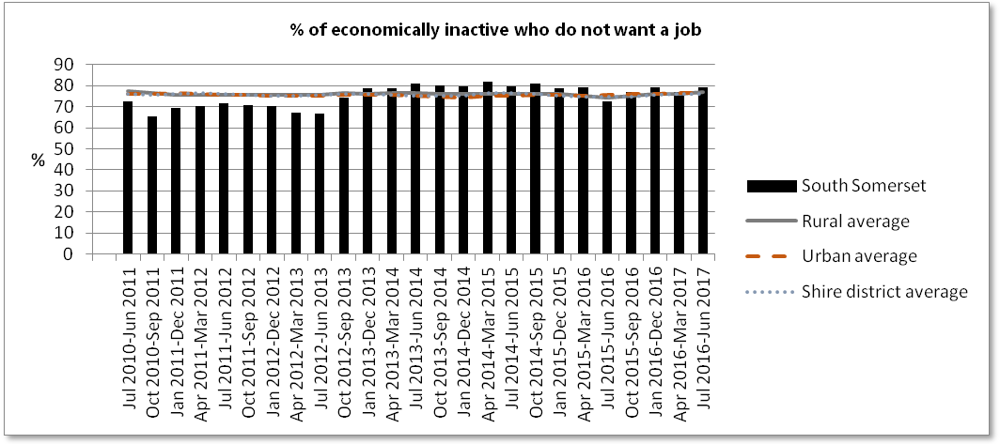 % of economically inactive who do not want a job
90
80
70
60
50
40
30
20
10
0
%
Jul 2010-Jun 2011
Oct 2010-Sep 2011
Jan 2011-Dec 2011
Apr 2011-Mar 2012
Jul 2011-Jun 2012
Oct 2011-Sep 2012
Jan 2012-Dec 2012
Apr 2012-Mar 2013
Jul 2012-Jun 2013
Oct 2012-Sep 2013
Jan 2013-Dec 2013
Apr 2013-Mar 2014
Jul 2013-Jun 2014
Oct 2013-Sep 2014
Jan 2014-Dec 2014
Apr 2014-Mar 2015
Jul 2014-Jun 2015
Oct 2014-Sep 2015
Jan 2015-Dec 2015
Apr 2015-Mar 2016
Jul 2015-Jun 2016
Oct 2015-Sep 2016
Jan 2016-Dec 2016
Apr 2016-Mar 2017
Jul 2016-Jun 2017
South Somerset
Rural average
Urban average
Shire district average